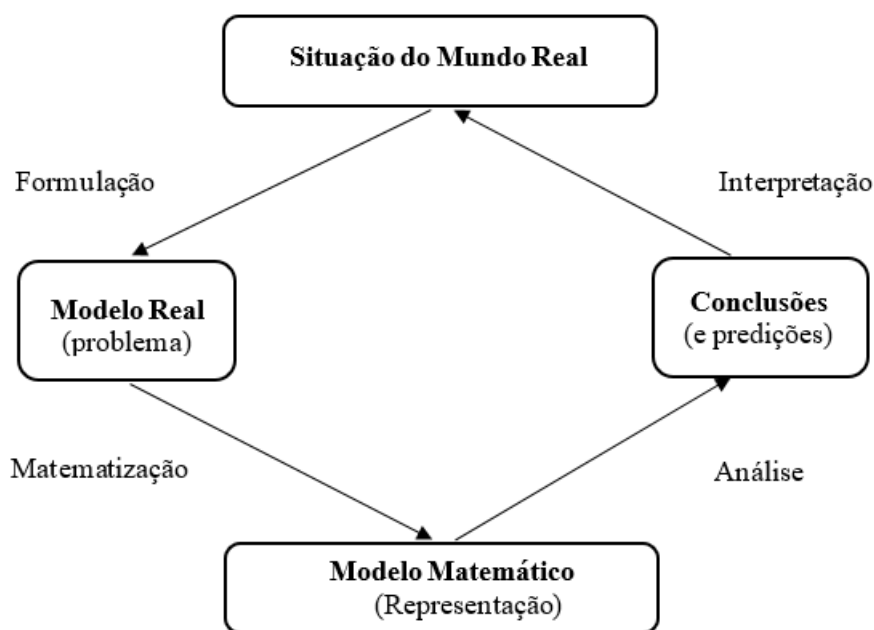 Situação do Mundo Real
Formulação
Interpretação
Modelo Real
(problema)
Conclusões
(e predições)
Matematização
Análise
Modelo Matemático
(Representação)